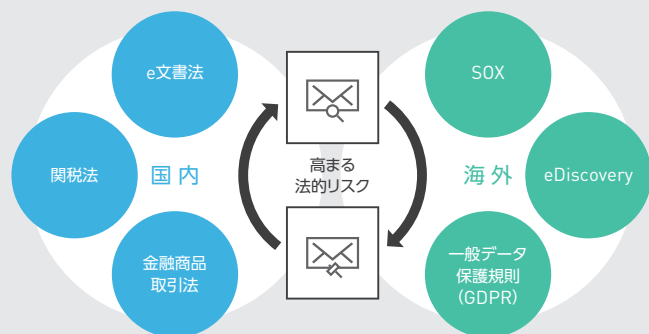 e文書法
関税法
国内
金融商品
取引法
高まる
法的リスク
SOX
海外
eDiscovery
一般データ
保護規則
（GDPR）